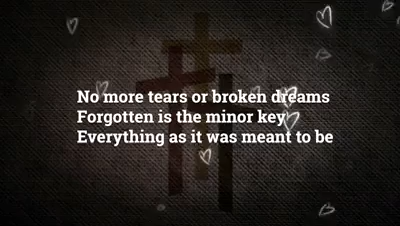 No more tears or broken dreams
Forgotten is the minor key
Everything as it was meant to be